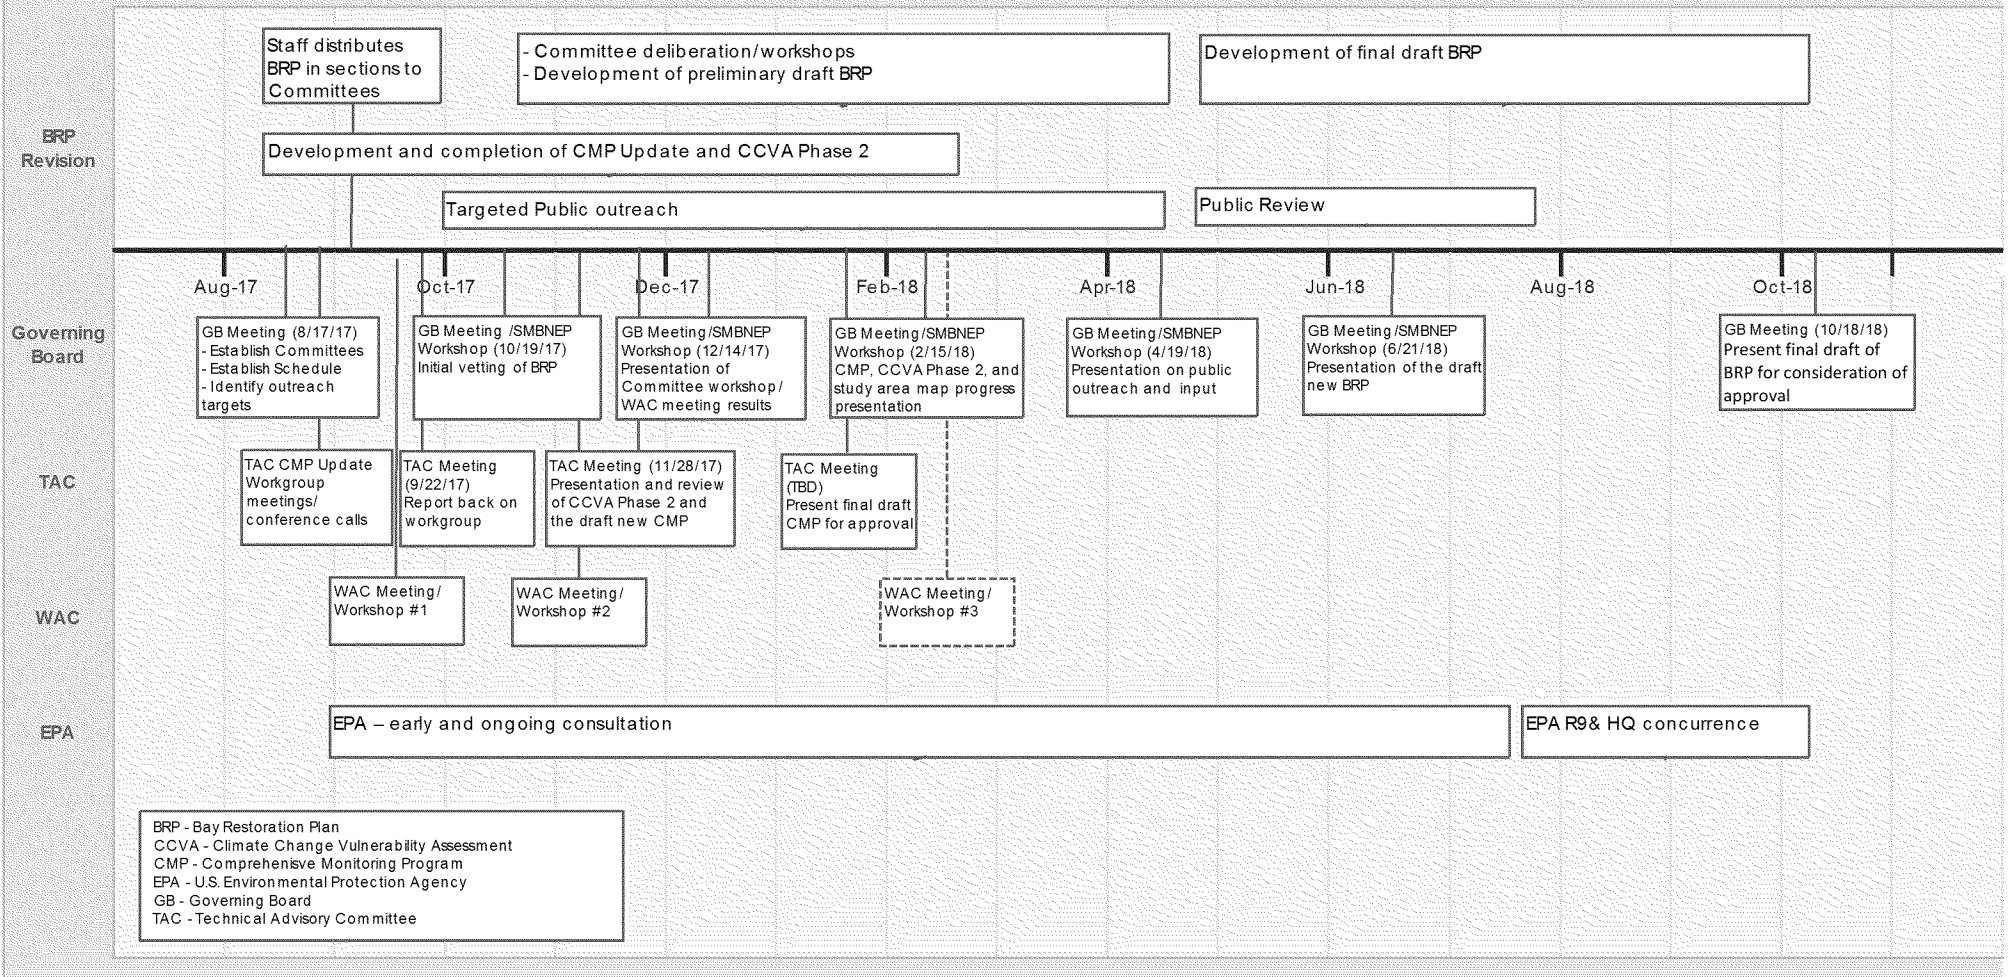 BRP
Revision
Staff distributes
BRP in sections to
Committees
- Committee deliberation/workshops
- Development of preliminary draft BRP
Development of final draft BRP
Development and completion of CMP Update and CCVA Phase 2
Targeted Public outreach
Public Review
Aug-17
Oct-17
Dec-17
Feb-18
Apr-18
Jun-18
Aug-18
Oct-18
Governing
Board
GB Meeting (8/17/17)
- Establish Committees
- Establish Schedule
- Identify outreach
targets
GB Meeting /SMBNEP
Workshop (10/19/17)
Initial vetting of BRP
GB Meeting/SMBNEP
Workshop (12/14/17)
Presentation of
Committee workshop/
WAC meeting results
GB Meeting/SMBNEP
Workshop (2/15/18)
CMP, CCVA Phase 2, and
study area map progress
presentation
GB Meeting/SMBNEP
Workshop (4/19/18)
Presentation on public
outreach and input
GB Meeting/SMBNEP
Workshop (6/21/18)
Presentation of the draft
new BRP
GB Meeting (10/18/18)
Present final draft of
BRP for consideration of
approval
TAC
TAC CMP Update
Workgroup
meetings/
conference calls
TAC Meeting
(9/22/17)
Report back on
workgroup
TAC Meeting (11/28/17)
Presentation and review
of CCVA Phase 2 and
the draft new CMP
TAC Meeting
(TBD)
Present final draft
CMP for approval
WAC
WAC Meeting/
Workshop #1
WAC Meeting/
Workshop #2
WAC Meeting/
Workshop #3
EPA
EPA – early and ongoing consultation
EPA R9& HQ concurrence
BRP - Bay Restoration Plan
CCVA - Climate Change Vulnerability Assessment
CMP - Comprehenisve Monitoring Program
EPA - U.S. Environmental Protection Agency
GB - Governing Board
TAC - Technical Advisory Committee